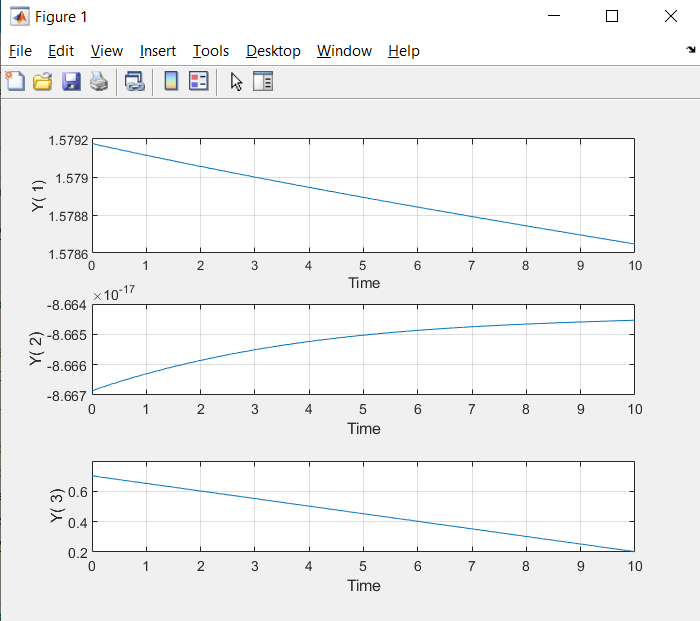 Figure 1
File Edit View Insert Tools Desktop Window Help
1.5792
1.579
1.5788
1.5786
Y( 1)
0 1 2 3 4 5 6 7 8 9 10
Time
×10^-17
-8.664
-8.665
-8.666
-8.667
Y( 2)
0 1 2 3 4 5 6 7 8 9 10
Time
0.6
0.4
0.2
Y( 3)
0 1 2 3 4 5 6 7 8 9 10
Time